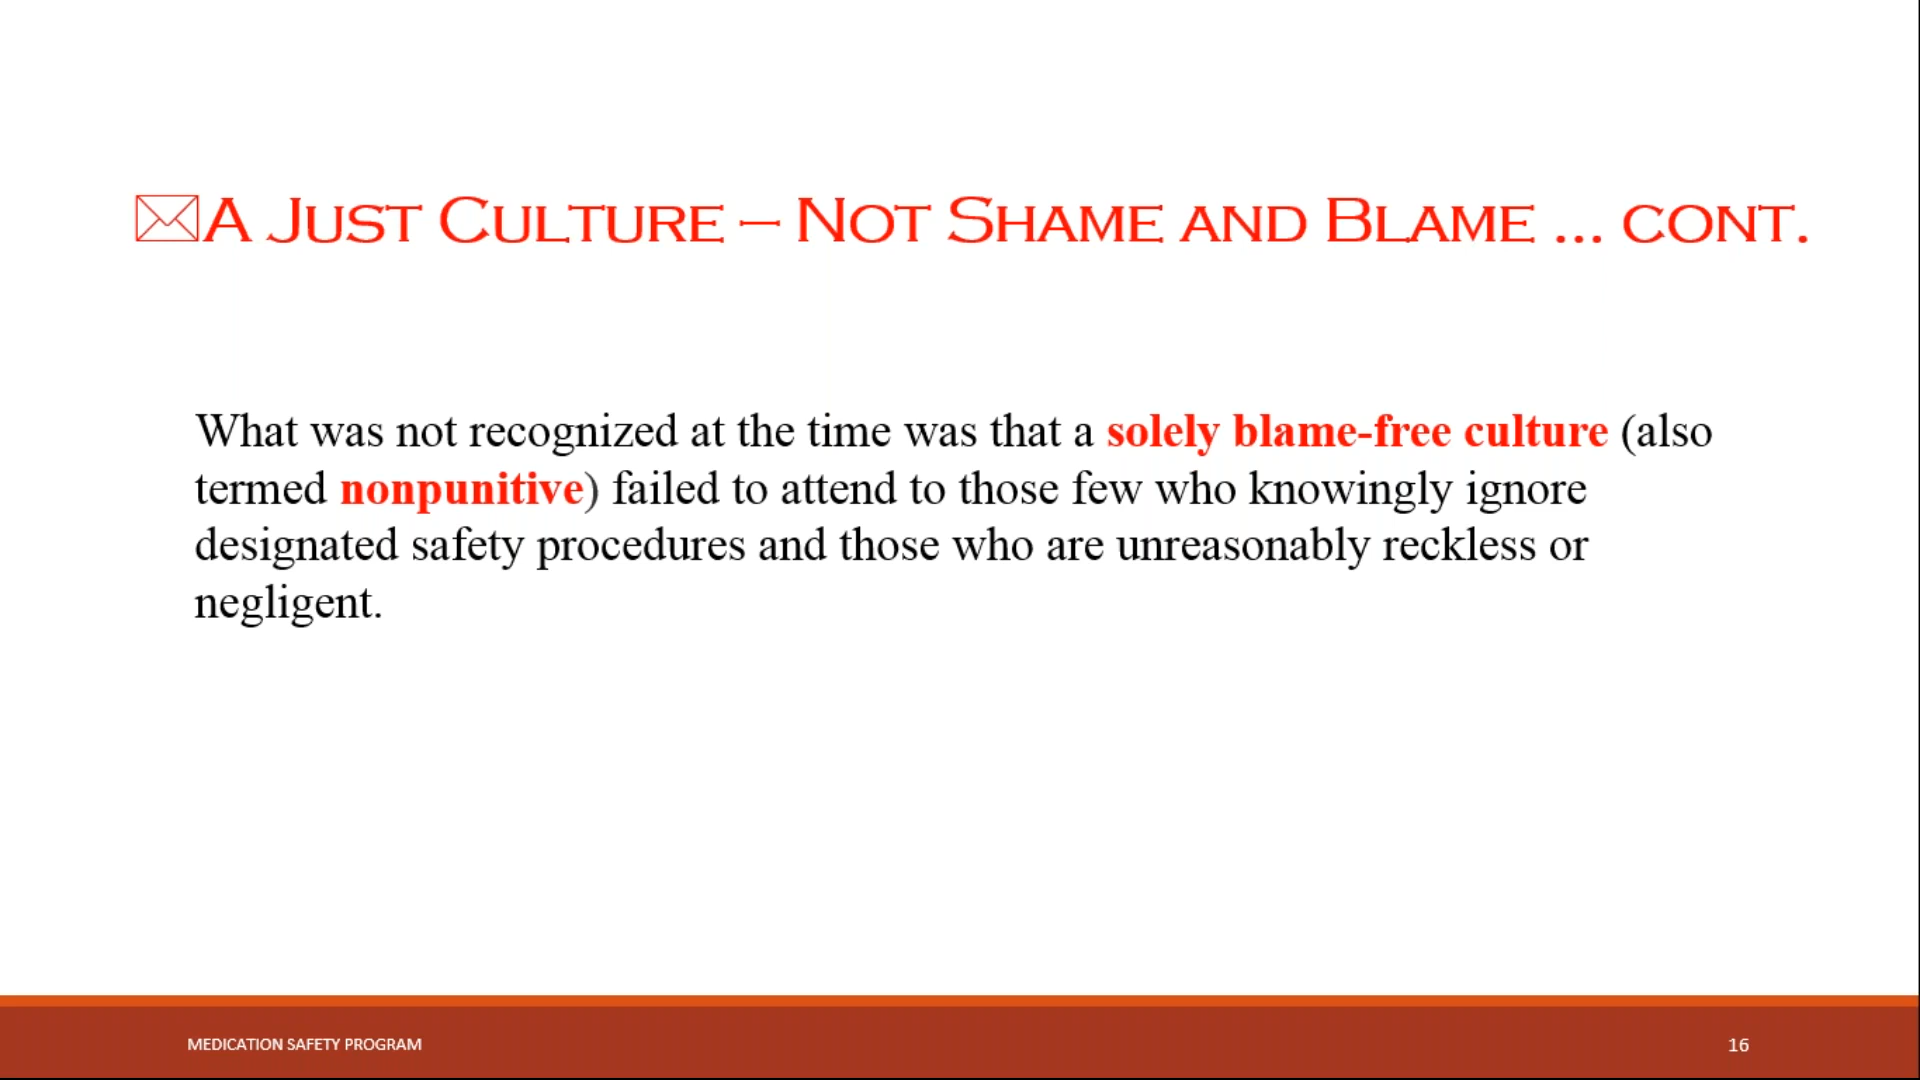 A JUST CULTURE – NOT SHAME AND BLAME ... CONT.
What was not recognized at the time was that a solely blame-free culture (also
termed nonpunitive) failed to attend to those few who knowingly ignore
designated safety procedures and those who are unreasonably reckless or
negligent.
MEDICATION SAFETY PROGRAM
16